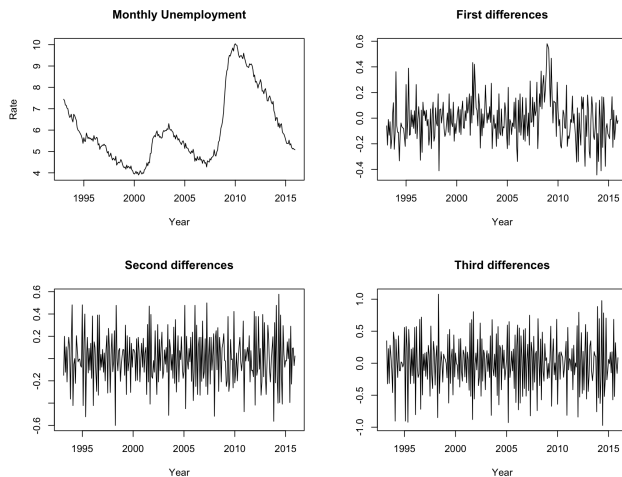 Monthly Unemployment
Rate
10
9
8
7
6
5
4
1995 2000 2005 2010 2015
Year
First differences
0.6
0.4
0.2
0.0
-0.2
-0.4
1995 2000 2005 2010 2015
Year
Second differences
0.6
0.4
0.2
-0.2
-0.6
1995 2000 2005 2010 2015
Year
Third differences
1.0
0.5
0.0
-0.5
-1.0
1995 2000 2005 2010 2015
Year